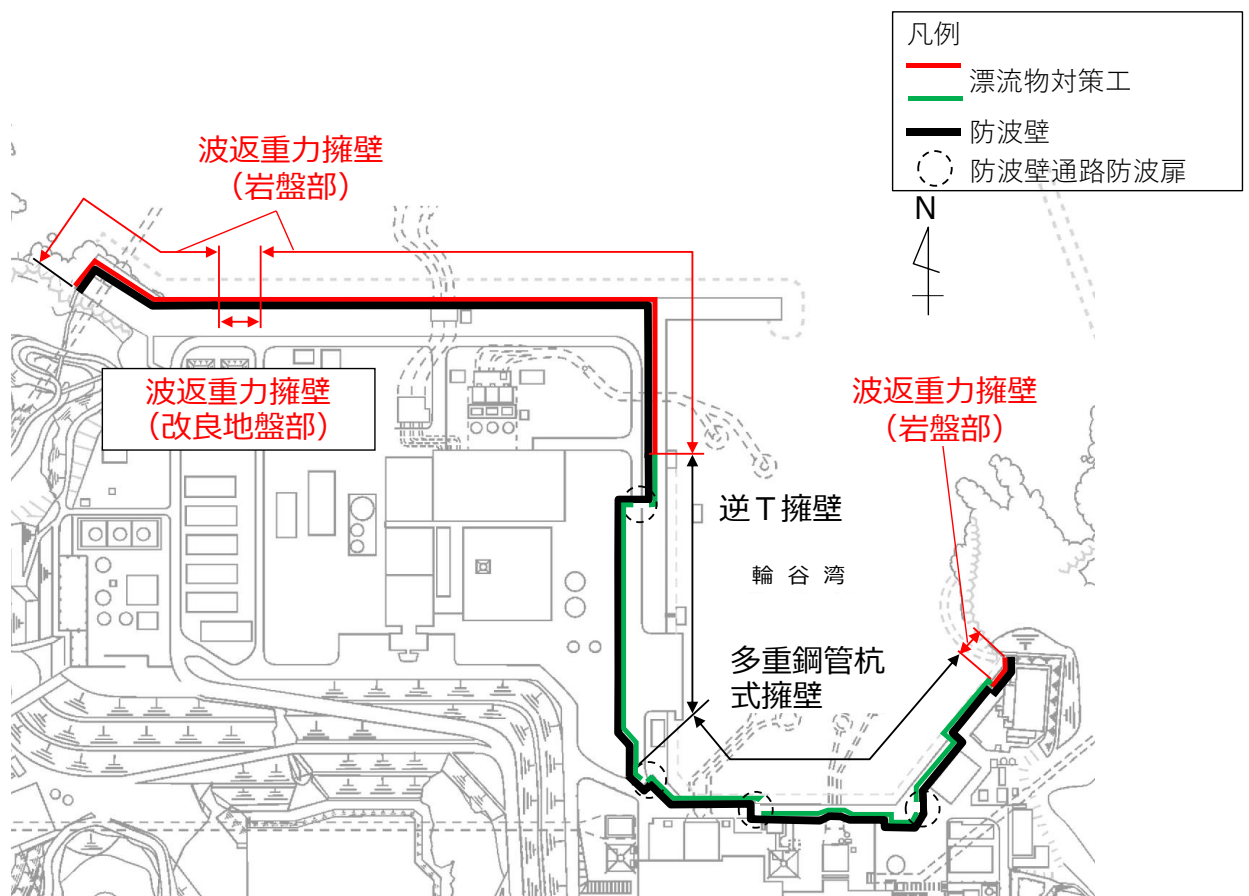 凡例
漂流物対策工
防波壁
防波壁通路防波扉
N
波返重力擁壁
（岩盤部）
波返重力擁壁
（改良地盤部）
波返重力擁壁
（岩盤部）
逆Ｔ擁壁
輪谷湾
多重鋼管杭
式擁壁